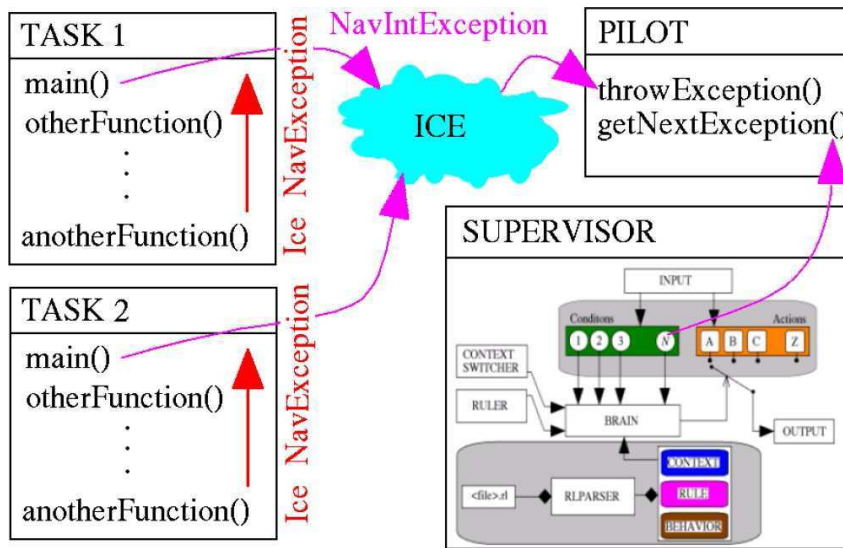 TASK 1
main()
otherFunction()
anotherFunction()
Ice NavException
NavIntException
ICE
PILOT
throwException()
getNextException()
TASK 2
main()
otherFunction()
anotherFunction()
Ice NavException
SUPERVISOR
INPUT
Conditons
Actions
1 2 3 N
A B C Z
CONTEXT
SWITCHER
RULER
BRAIN
OUTPUT
<file>.rl
RLPARSER
CONTEXT
RULE
BEHAVIOR